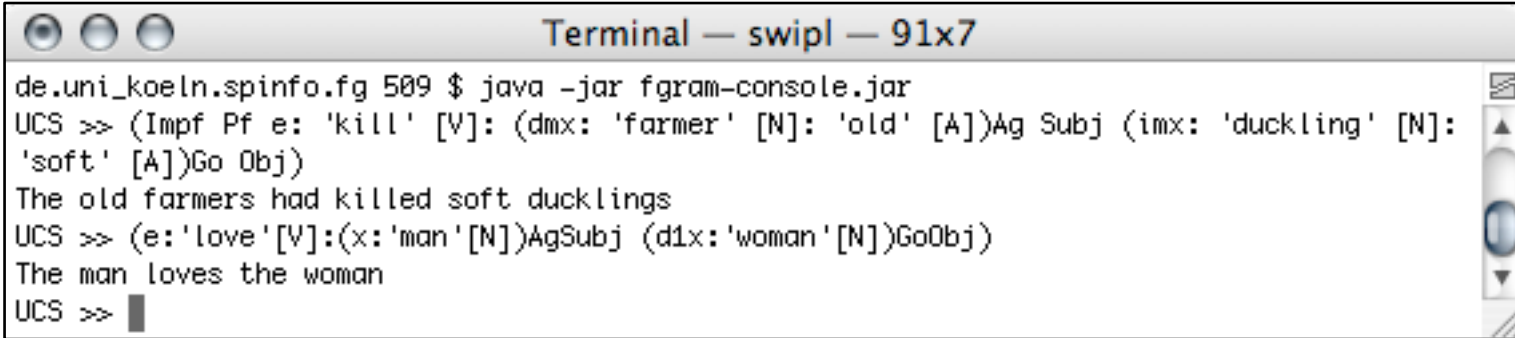 Terminal — swipl — 91x7
de.uni_koeln.spinfo.fg 509 $ java -jar fgram-console.jar
UCS >> (Impf Pf e: 'kill' [V]: (dmx: 'farmer' [N]: 'old' [A])Ag Subj (imx: 'duckling' [N]:
'soft' [A])Go Obj)
The old farmers had killed soft ducklings
UCS >> (e:'love'[V]:(x:'man'[N])AgSubj (d1x:'woman'[N])GoObj)
The man loves the woman
UCS >>